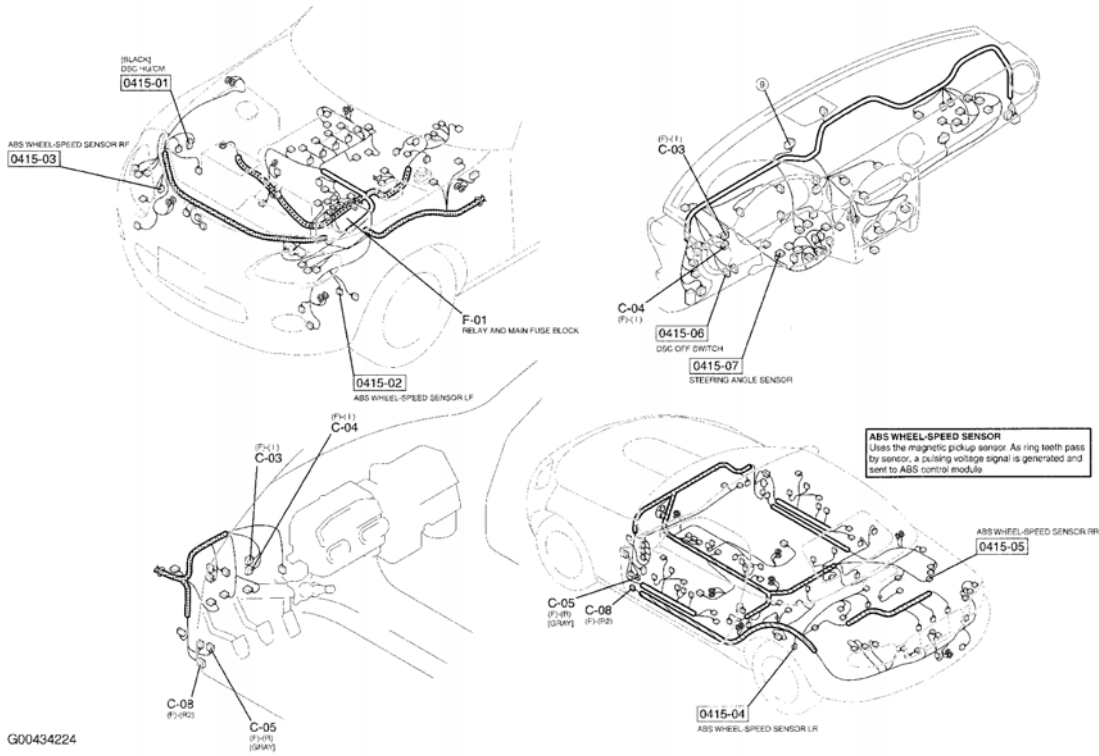 [BLACK]
DSC HU/CM
0415-01
ABS WHEEL-SPEED SENSOR RF
0415-03
F-01
RELAY AND MAIN FUSE BLOCK
0415-02
ABS WHEEL-SPEED SENSOR LF
9
(F)-(I)
C-03
C-04
(F)-(I)
0415-06
DSC OFF SWITCH
0415-07
STEERING ANGLE SENSOR
(F)-(I)
C-04
(F)-(I)
C-03
C-08
(F)-(R2)
C-05
(F)-(R)
[GRAY]
ABS WHEEL-SPEED SENSOR
Uses the magnetic pickup sensor. As ring teeth pass
by sensor, a pulsing voltage signal is generated and
sent to ABS control module.
ABS WHEEL-SPEED SENSOR RR
0415-05
C-05
(F)-(R)
[GRAY]
C-08
(F)-(R2)
0415-04
ABS WHEEL-SPEED SENSOR LR
G00434224